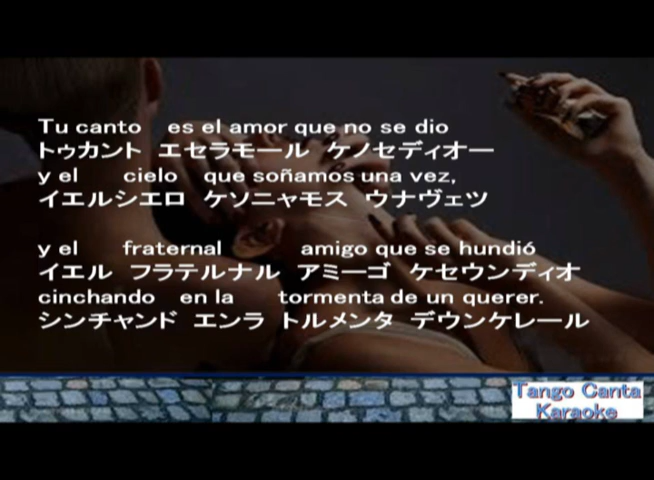 Tu canto es el amor que no se dio
トゥカント エセラモール ケノセディオー
y el cielo que soñamos una vez,
イエルシエロ ケソニャモス ウナヴェツ
y el fraternal amigo que se hundió
イエル フラテルナル アミーゴ ケセウンディオ
cinchando en la tormenta de un querer.
シンチャンド エンラ トルメンタ デウンケレール
Tango Canta
Karaoke